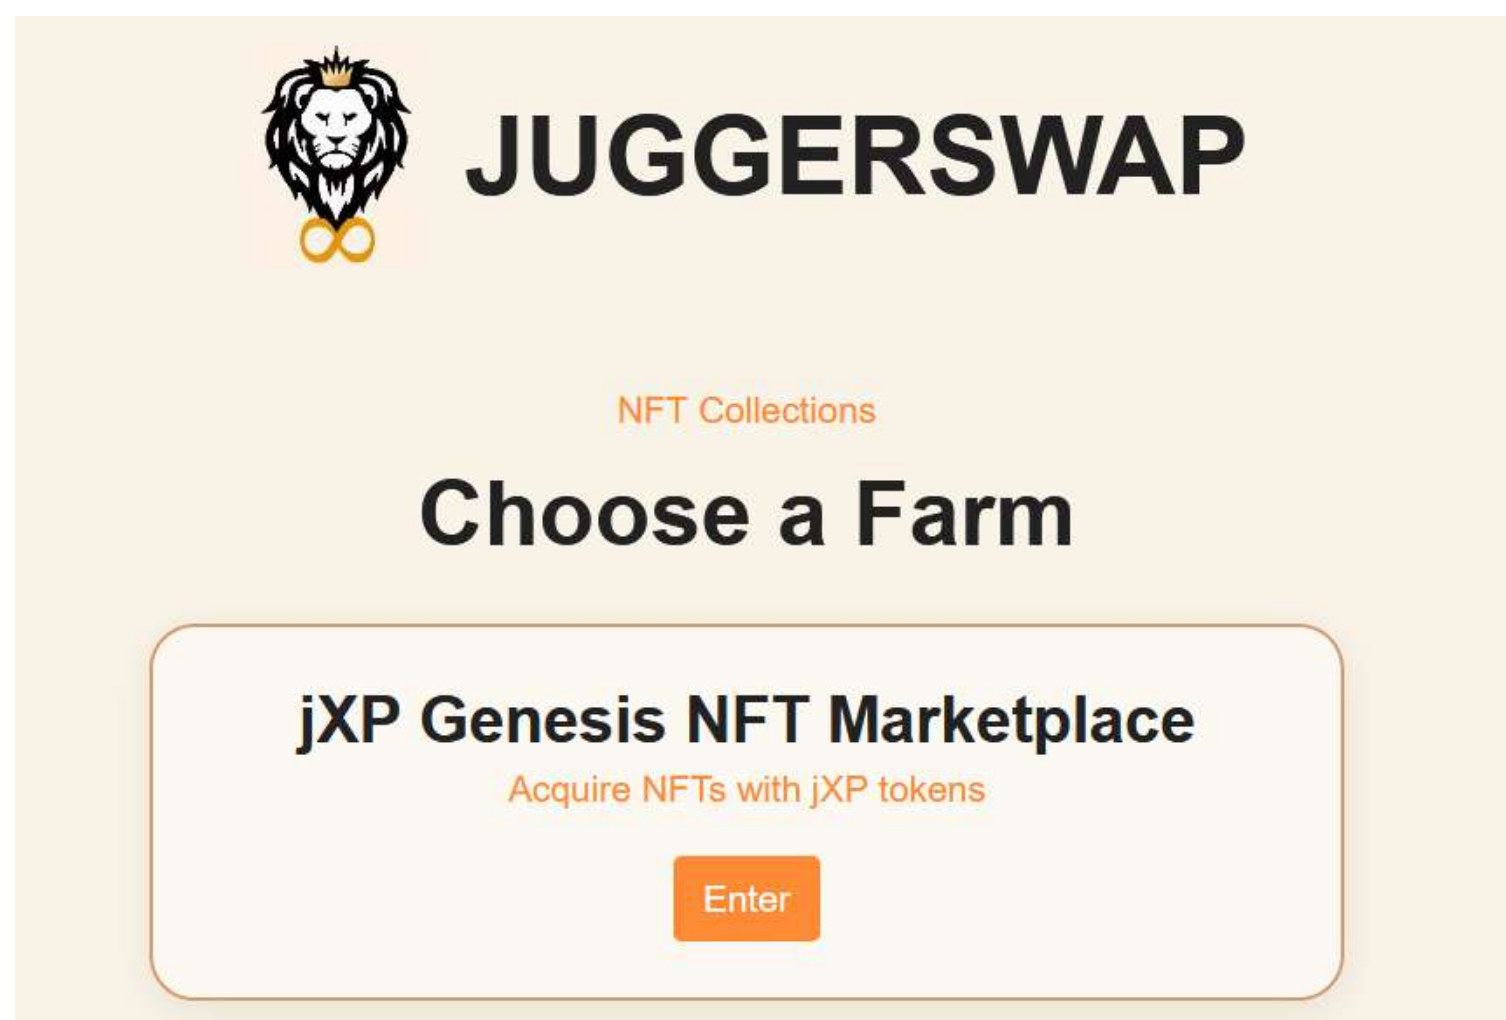 JUGGERSWAP
NFT Collections
Choose a Farm
jXP Genesis NFT Marketplace
Acquire NFTs with jXP tokens
Enter